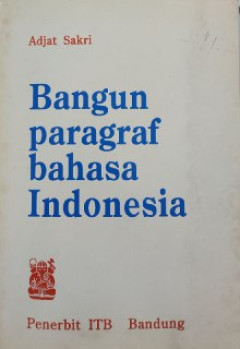 Adjat Sakri
Bangun
paragraf
bahasa
Indonesia
Penerbit ITB Bandung